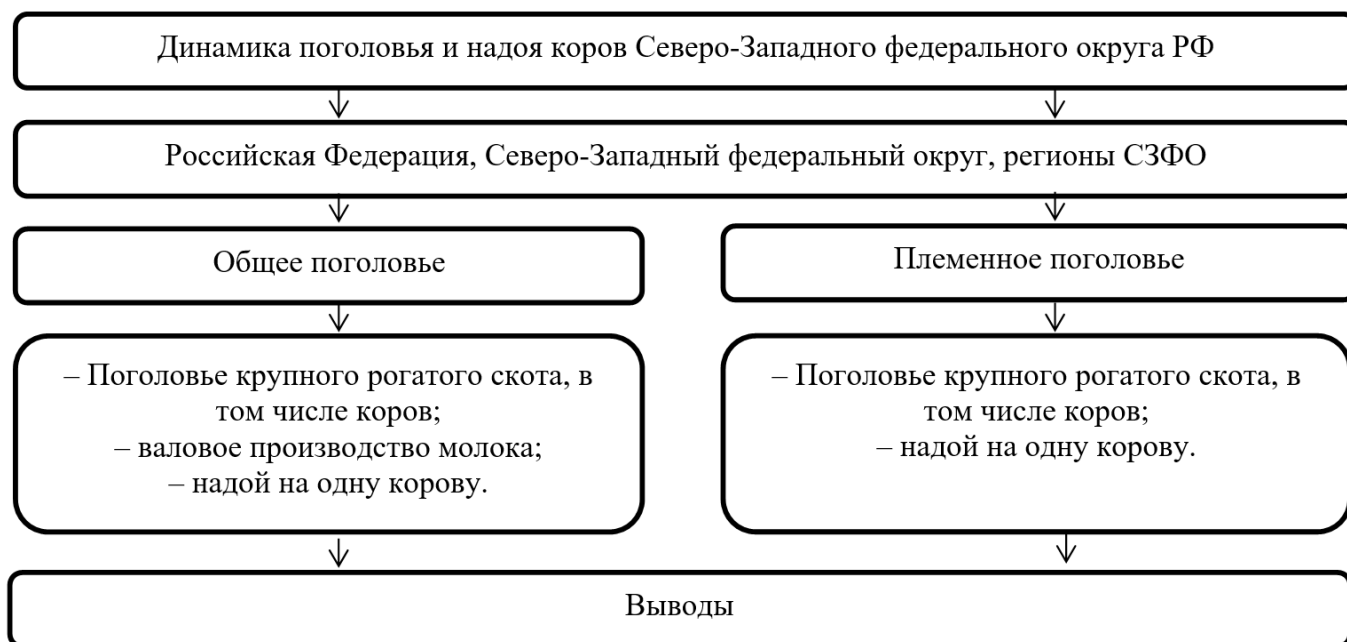 Динамика поголовья и надоя коров Северо-Западного федерального округа РФ
Российская Федерация, Северо-Западный федеральный округ, регионы СЗФО
Общее поголовье
Племенное поголовье
– Поголовье крупного рогатого скота, в
том числе коров;
– валовое производство молока;
– надой на одну корову.
– Поголовье крупного рогатого скота, в
том числе коров;
– надой на одну корову.
Выводы